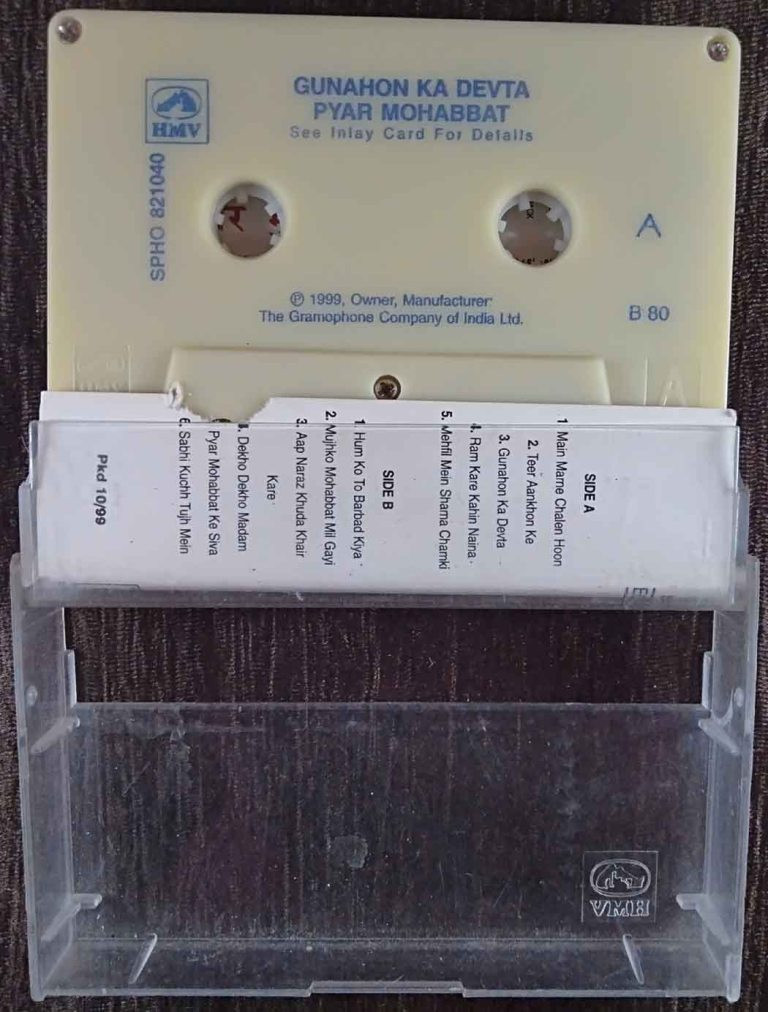 GUNAHON KA DEVTA
PYAR MOHABBAT
See Inlay Card For Details
HMV
SPHO 821040
A
℗ 1999, Owner, Manufacturer
The Gramophone Company of India Ltd.
B 80
SIDE A
1 Main Marne Chalen Hoon
2. Teer Aankhon Ke
3. Gunahon Ka Devta
4. Ram Kare Kahin Naina
5. Mehfil Mein Shama Chamki
SIDE B
1. Hum Ko To Barbad Kiya
2. Mujhko Mohabbat Mil Gayi
3. Aap Naraz Khuda Khair
Kare
4. Dekho Dekho Madam
Pyar Mohabbat Ke Siva
6. Sabhi Kuchh Tujh Mein
Pkd 10/99
HMV